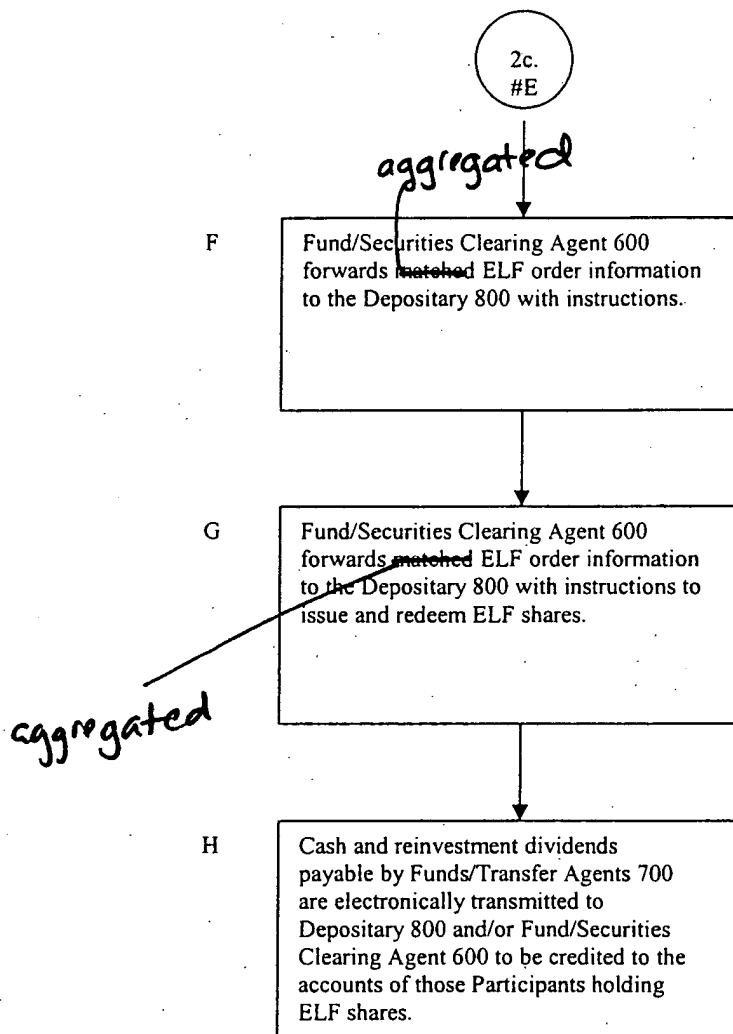 2c.
#E
aggregated
F
Fund/Securities Clearing Agent 600
forwards matched ELF order information
to the Depositary 800 with instructions.
G
Fund/Securities Clearing Agent 600
forwards matched ELF order information
to the Depositary 800 with instructions to
issue and redeem ELF shares.
aggregated
H
Cash and reinvestment dividends
payable by Funds/Transfer Agents 700
are electronically transmitted to
Depositary 800 and/or Fund/Securities
Clearing Agent 600 to be credited to the
accounts of those Participants holding
ELF shares.